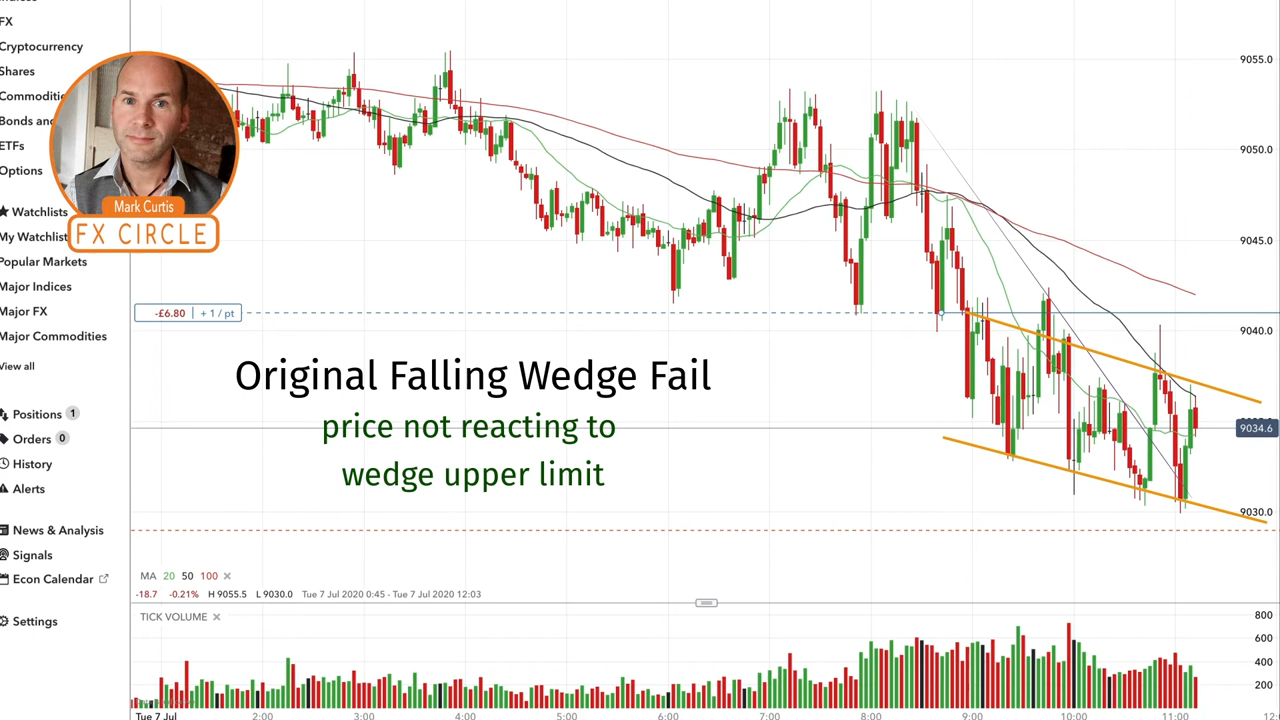 FX
Cryptocurrency
Shares
Commoditie
Bonds and
ETFs
Options
Watchlists
My Watchlist
Popular Markets
Major Indices
Major FX
Major Commodities
View all
Positions 1
Orders 0
History
Alerts
News & Analysis
Signals
Econ Calendar
Settings
Mark Curtis
FX CIRCLE
-£6.80 + 1 / pt
Original Falling Wedge Fail
price not reacting to
wedge upper limit
9055.0
9050.0
9045.0
9040.0
9034.6
9030.0
MA 20 50 100
-18.7 -0.21% H 9055.5 L 9030.0 Tue 7 Jul 2020 0:45 - Tue 7 Jul 2020 12:03
TICK VOLUME
800
600
400
200
Tue 7 Jul 2:00 3:00 4:00 5:00 6:00 7:00 8:00 9:00 10:00 11:00